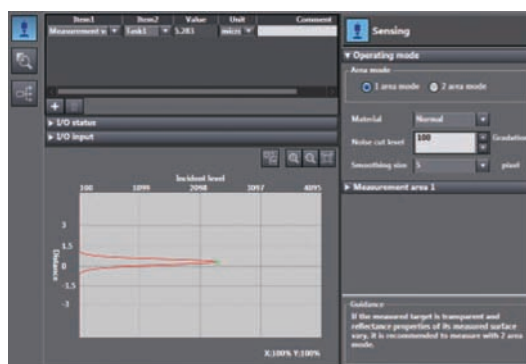 Item1 Item2 Value Unit Comment
Measurement v Task1 5.283 micr
I/O status
I/O input
Incident level
100 1099 2098 3097 4095
Distance
3
1.5
0
-1.5
-3
X:100% Y:100%
Sensing
Operating mode
Area mode
1 area mode 2 area mode
Material Normal
Noise cut level 100 Gradation
Smoothing size 5 pixel
Measurement area 1
Guidance
If the measured target is transparent and
reflectance properties of its measured surface
vary, it is recommended to measure with 2 area
mode.